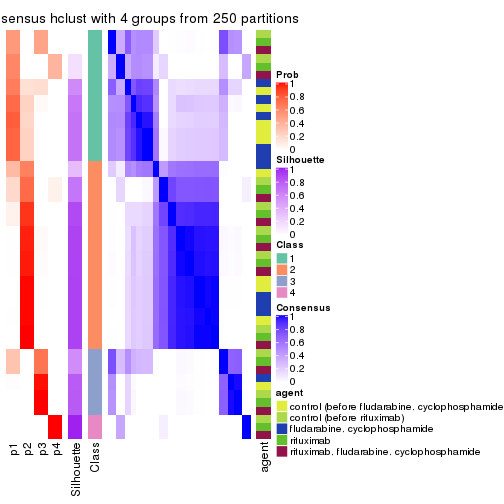 sensus hclust with 4 groups from 250 partitions
Prob
1
0.8
0.6
0.4
0.2
0
Silhouette
1
0.8
0.6
0.4
0.2
0
Class
1
2
3
4
Consensus
1
0.8
0.6
0.4
0.2
0
agent
control (before fludarabine. cyclophosphamide
control (before rituximab)
fludarabine. cyclophosphamide
rituximab
rituximab. fludarabine. cyclophosphamide
p1
p2
p3
p4
Silhouette
Class
agent